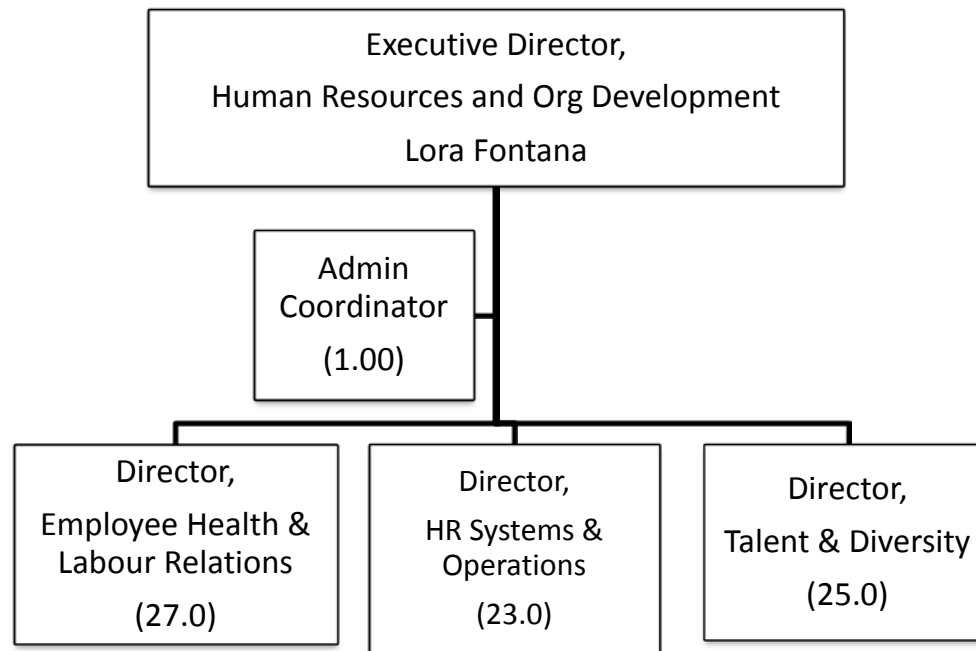 Executive Director,
Human Resources and Org Development
Lora Fontana
Admin
Coordinator
(1.00)
Director,
Employee Health &
Labour Relations
(27.0)
Director,
HR Systems &
Operations
(23.0)
Director,
Talent & Diversity
(25.0)